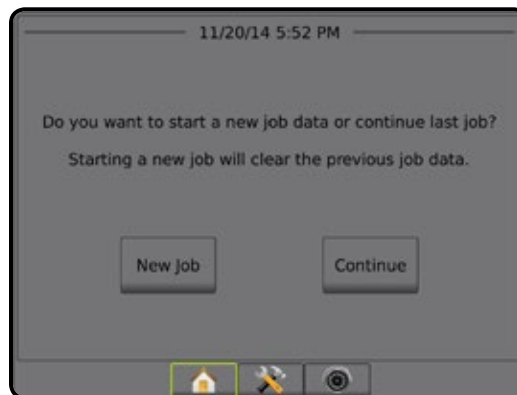 11/20/14 5:52 PM
Do you want to start a new job data or continue last job?
Starting a new job will clear the previous job data.
New Job
Continue